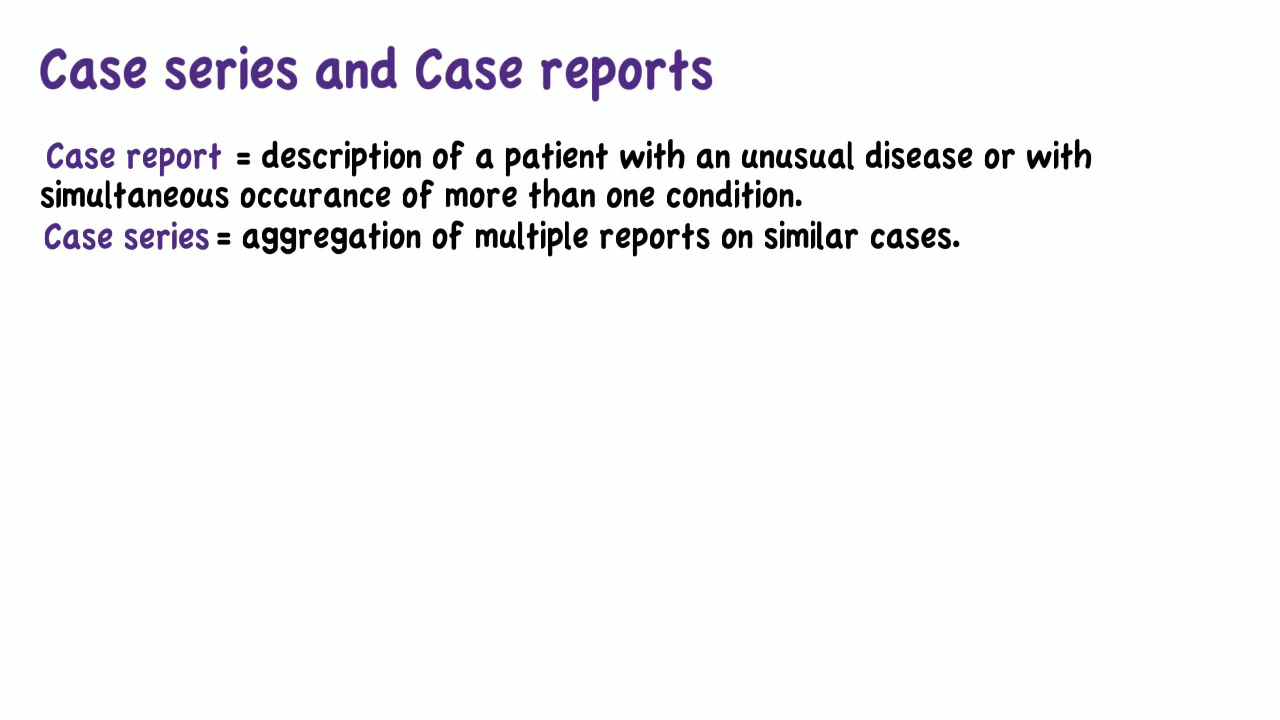 Case series and Case reports
Case report = description of a patient with an unusual disease or with
simultaneous occurance of more than one condition.
Case series = aggregation of multiple reports on similar cases.